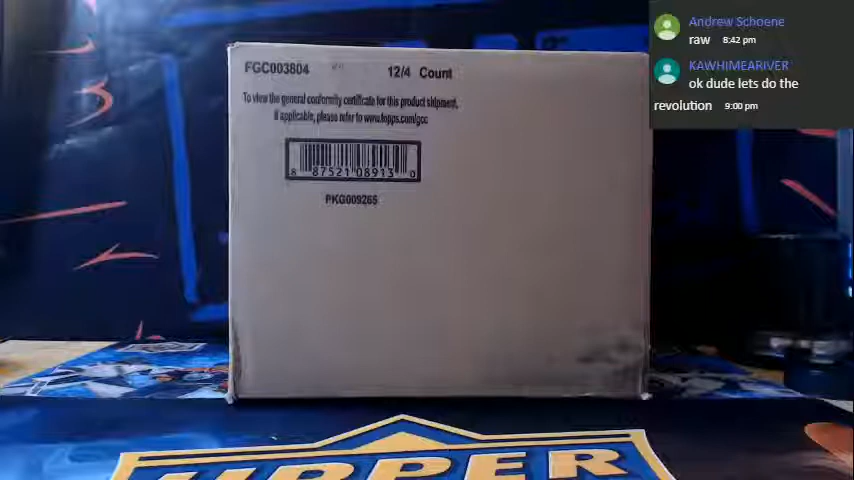 FGC003804
12/4 Count
To view the general conformity certificate for this product shipment,
if applicable, please refer to www.topps.com/gcc
8 87521 08913 0
PKG009265
UPPER
Andrew Schoene
raw 8:42 pm
KAWHIMEARIVER
ok dude lets do the
revolution 9:00 pm